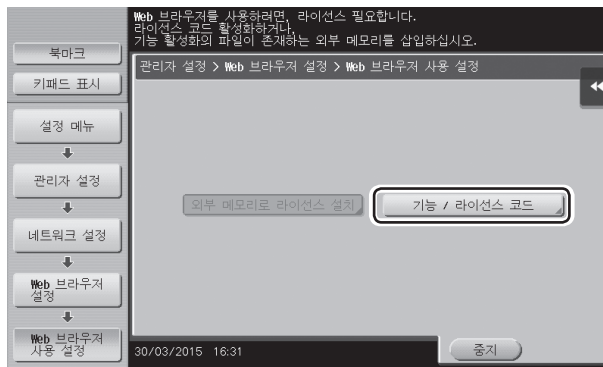 Web 브라우저를 사용하려면, 라이선스 필요합니다.
라이선스 코드 활성화하거나,
기능 활성화의 파일이 존재하는 외부 메모리를 삽입하십시오.
북마크
키패드 표시
설정 메뉴
관리자 설정
네트워크 설정
Web 브라우저
설정
Web 브라우저
사용 설정
관리자 설정 > Web 브라우저 설정 > Web 브라우저 사용 설정
외부 메모리로 라이선스 설치
기능 / 라이선스 코드
30/03/2015 16:31
중지